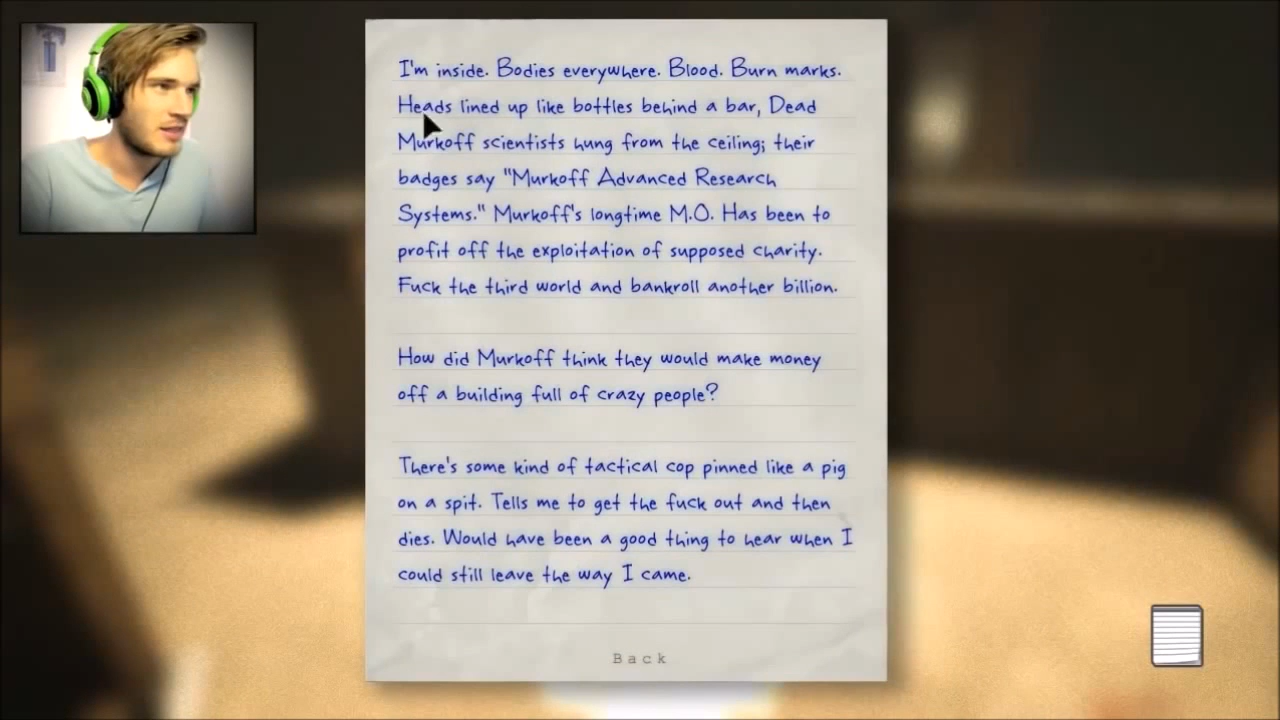 I'm inside. Bodies everywhere. Blood. Burn marks.
Heads lined up like bottles behind a bar, Dead
Murkoff scientists hung from the ceiling; their
badges say "Murkoff Advanced Research
Systems." Murkoff's longtime M.O. Has been to
profit off the exploitation of supposed charity.
Fuck the third world and bankroll another billion.
How did Murkoff think they would make money
off a building full of crazy people?
There's some kind of tactical cop pinned like a pig
on a spit. Tells me to get the fuck out and then
dies. Would have been a good thing to hear when I
could still leave the way I came.
Back